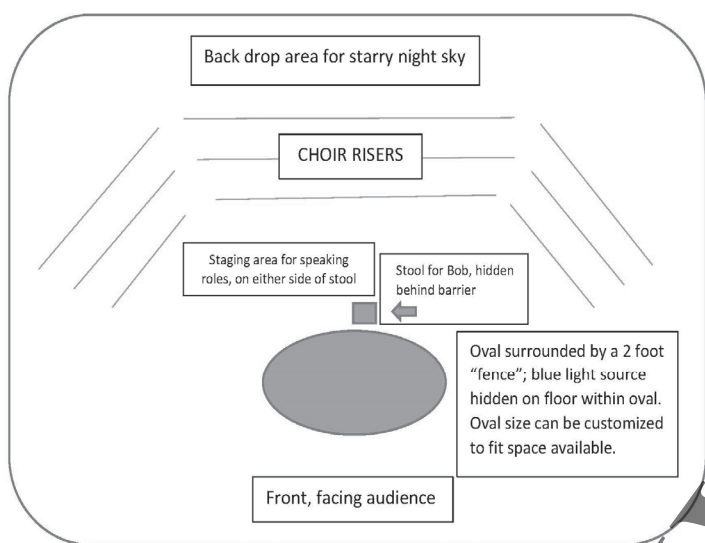 Back drop area for starry night sky
CHOIR RISERS
Staging area for speaking
roles, on either side of stool
Stool for Bob, hidden
behind barrier
Oval surrounded by a 2 foot
“fence”; blue light source
hidden on floor within oval.
Oval size can be customized
to fit space available.
Front, facing audience